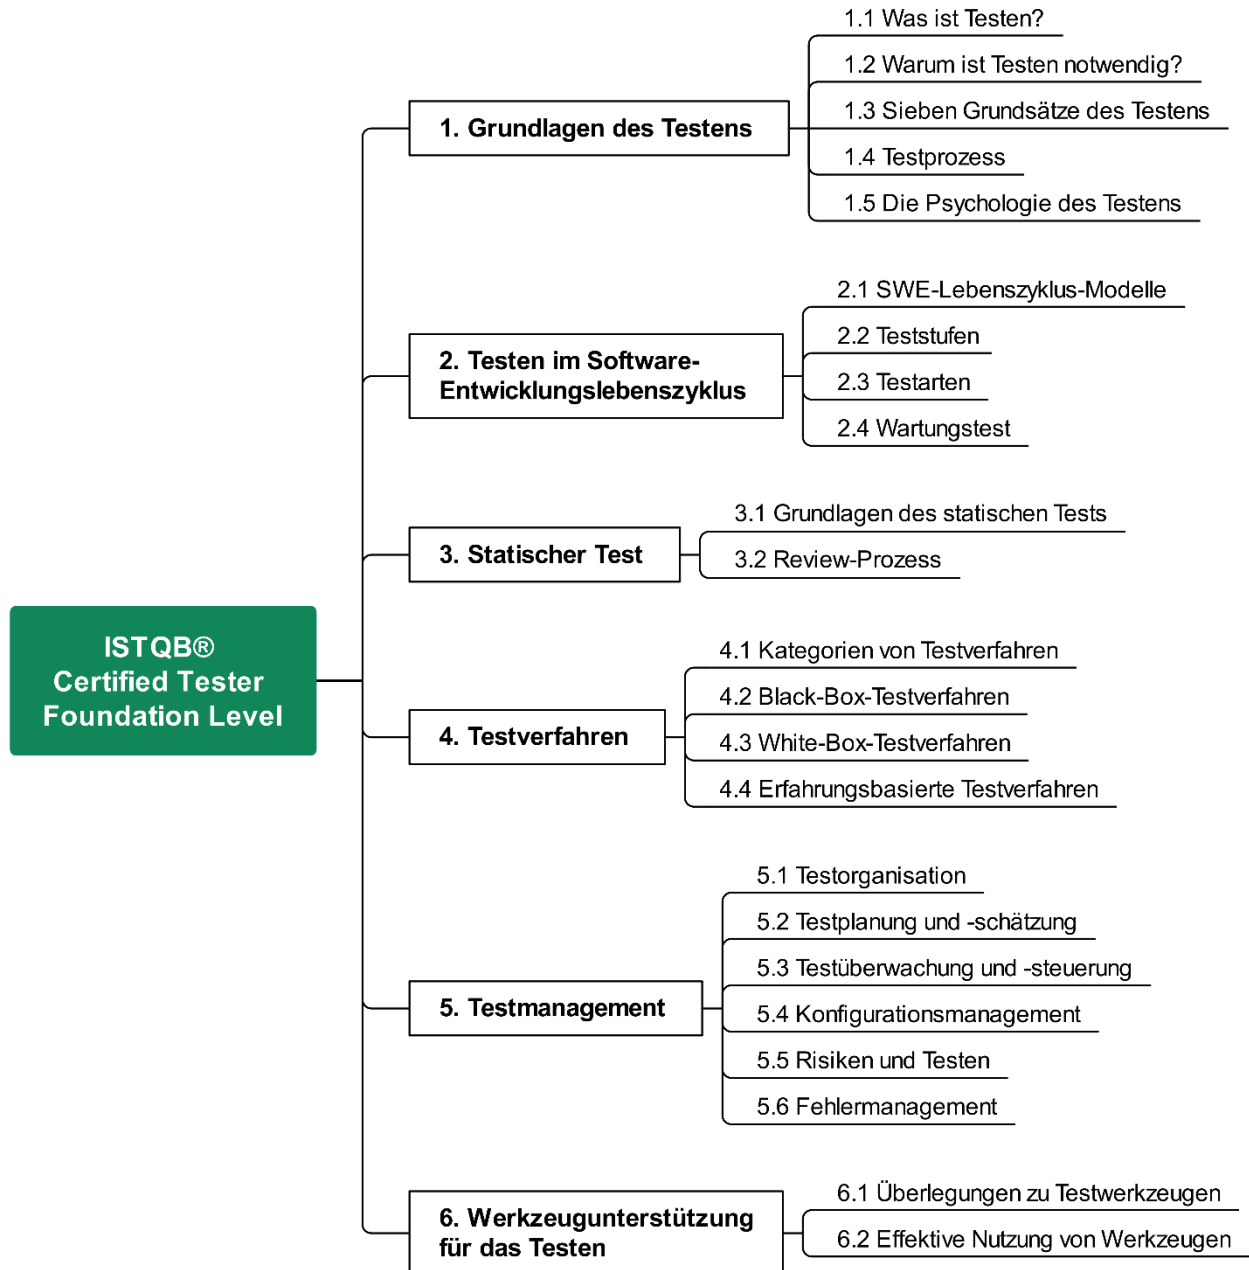 ISTQB®
Certified Tester
Foundation Level
1. Grundlagen des Testens
1.1 Was ist Testen?
1.2 Warum ist Testen notwendig?
1.3 Sieben Grundsätze des Testens
1.4 Testprozess
1.5 Die Psychologie des Testens
2. Testen im Software-
Entwicklungslebenszyklus
2.1 SWE-Lebenszyklus-Modelle
2.2 Teststufen
2.3 Testarten
2.4 Wartungstest
3. Statischer Test
3.1 Grundlagen des statischen Tests
3.2 Review-Prozess
4. Testverfahren
4.1 Kategorien von Testverfahren
4.2 Black-Box-Testverfahren
4.3 White-Box-Testverfahren
4.4 Erfahrungsbasierte Testverfahren
5. Testmanagement
5.1 Testorganisation
5.2 Testplanung und -schätzung
5.3 Testüberwachung und -steuerung
5.4 Konfigurationsmanagement
5.5 Risiken und Testen
5.6 Fehlermanagement
6. Werkzeugunterstützung
für das Testen
6.1 Überlegungen zu Testwerkzeugen
6.2 Effektive Nutzung von Werkzeugen